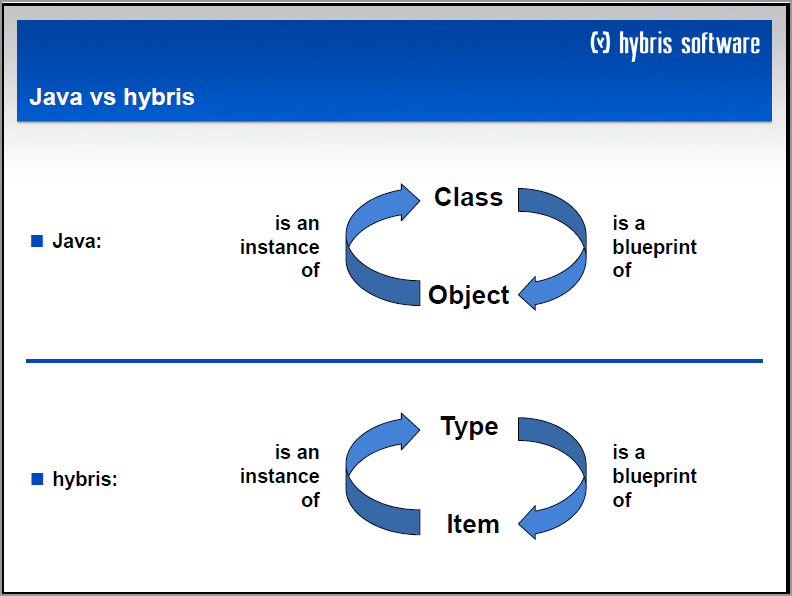 hybris software
Java vs hybris
Java:
is an
instance
of
Class
Object
is a
blueprint
of
hybris:
is an
instance
of
Type
Item
is a
blueprint
of